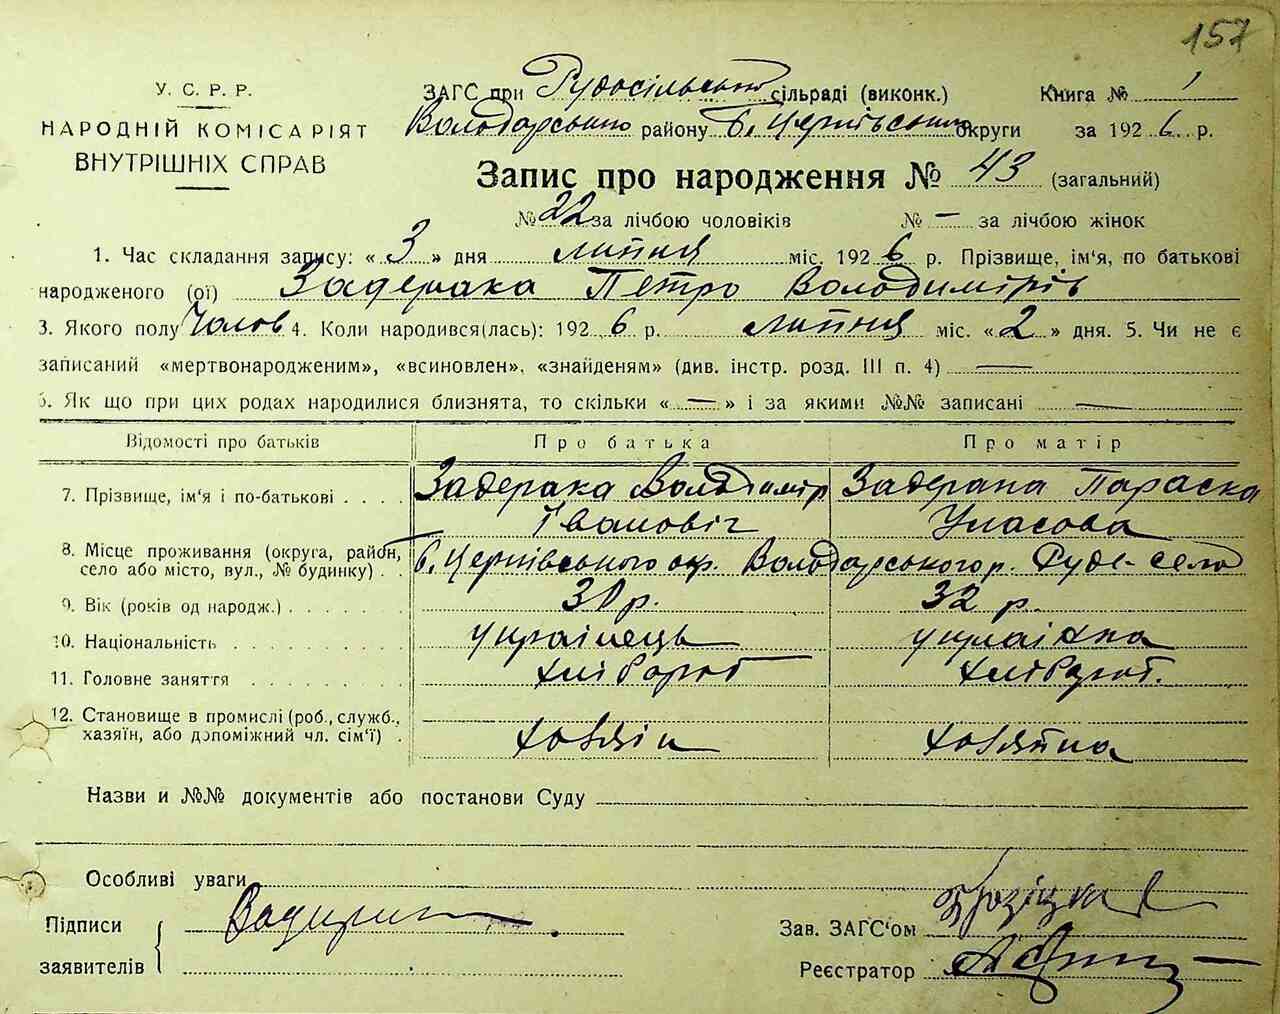 157
У. С. Р. Р.
НАРОДНІЙ КОМІСАРІЯТ
ВНУТРІШНІХ СПРАВ
ЗАГС при Рудосільській сільраді (виконк.) Книга № 1
Володарського району Б. Церківського округи за 1926 р.
Запис про народження № 43 (загальний)
№ 22 за лічбою чоловіків № — за лічбою жінок
1. Час складання запису: «3» дня липня міс. 1926 р. Прізвище, ім'я, по батькові
народженого (ої) Задерака Петро Володимірів
3. Якого полу Чолов 4. Коли народився(лась): 1926 р. липня міс. «2» дня. 5. Чи не є
записаний «мертвонародженим», «всиновлен», «знайденям» (див. інстр. розд. III п. 4) —
6. Як що при цих родах народилися близнята, то скільки «—» і за якими №№ записані —
Відомості про батьків Про батька Про матір
7. Прізвище, ім'я і по-батькові . . . . Задерака Володимір Івановіч Задерака Параска Уласова
8. Місце проживання (округа, район, село або місто, вул., № будинку) . . Б. Церківського окр. Володарського р. Руде-село
9. Вік (років од народж.) . . . . . . 30 р. 32 р.
10. Національність . . . . . . . . . українець українка
11. Головне заняття . . . . . . . . хлібороб хлібороб.
12. Становище в промислі (роб., служб., хазяїн, або допоміжний чл. сім'ї) . хозяін хозяйка
Назви и №№ документів або постанови Суду
Особливі уваги
Підписи
заявителів
Зав. ЗАГС'ом
Реєстратор